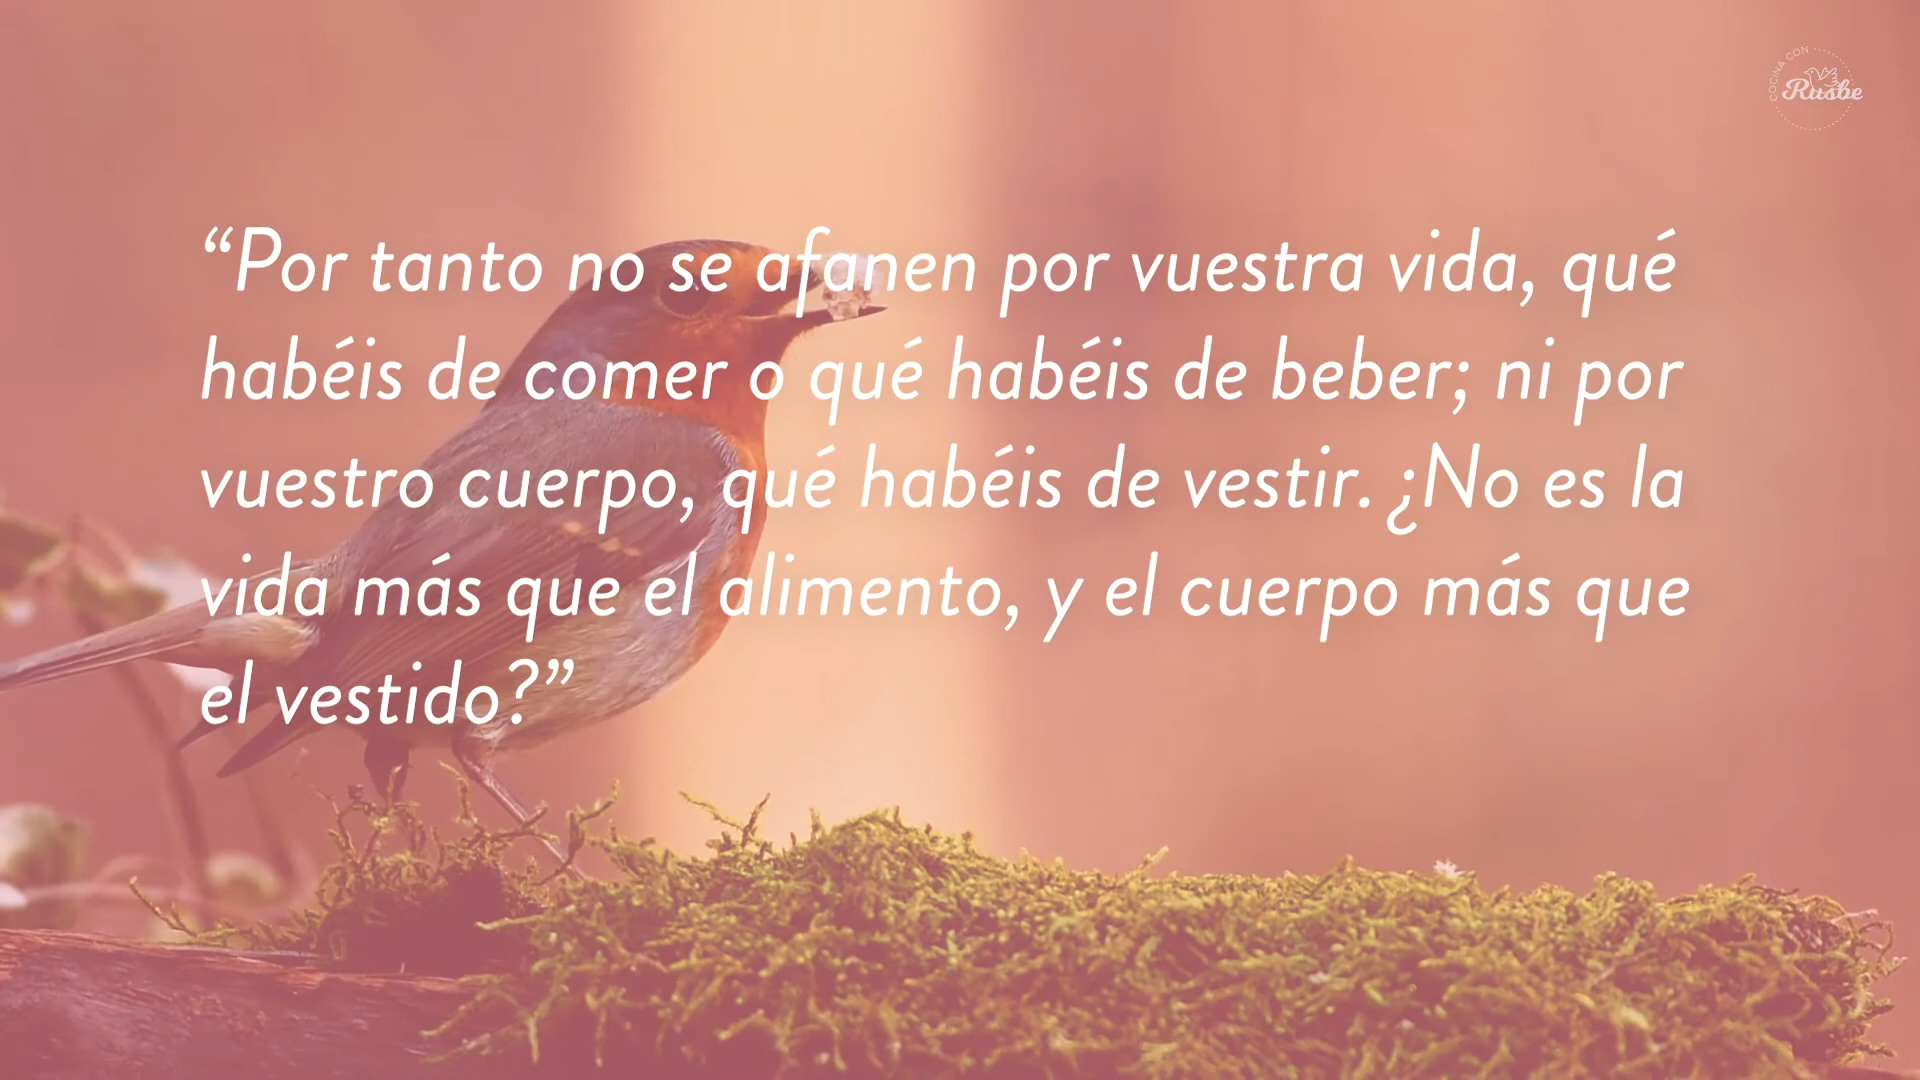 COCINA CON
Rusbe
“Por tanto no se afanen por vuestra vida, qué
habéis de comer o qué habéis de beber; ni por
vuestro cuerpo, qué habéis de vestir. ¿No es la
vida más que el alimento, y el cuerpo más que
el vestido?”